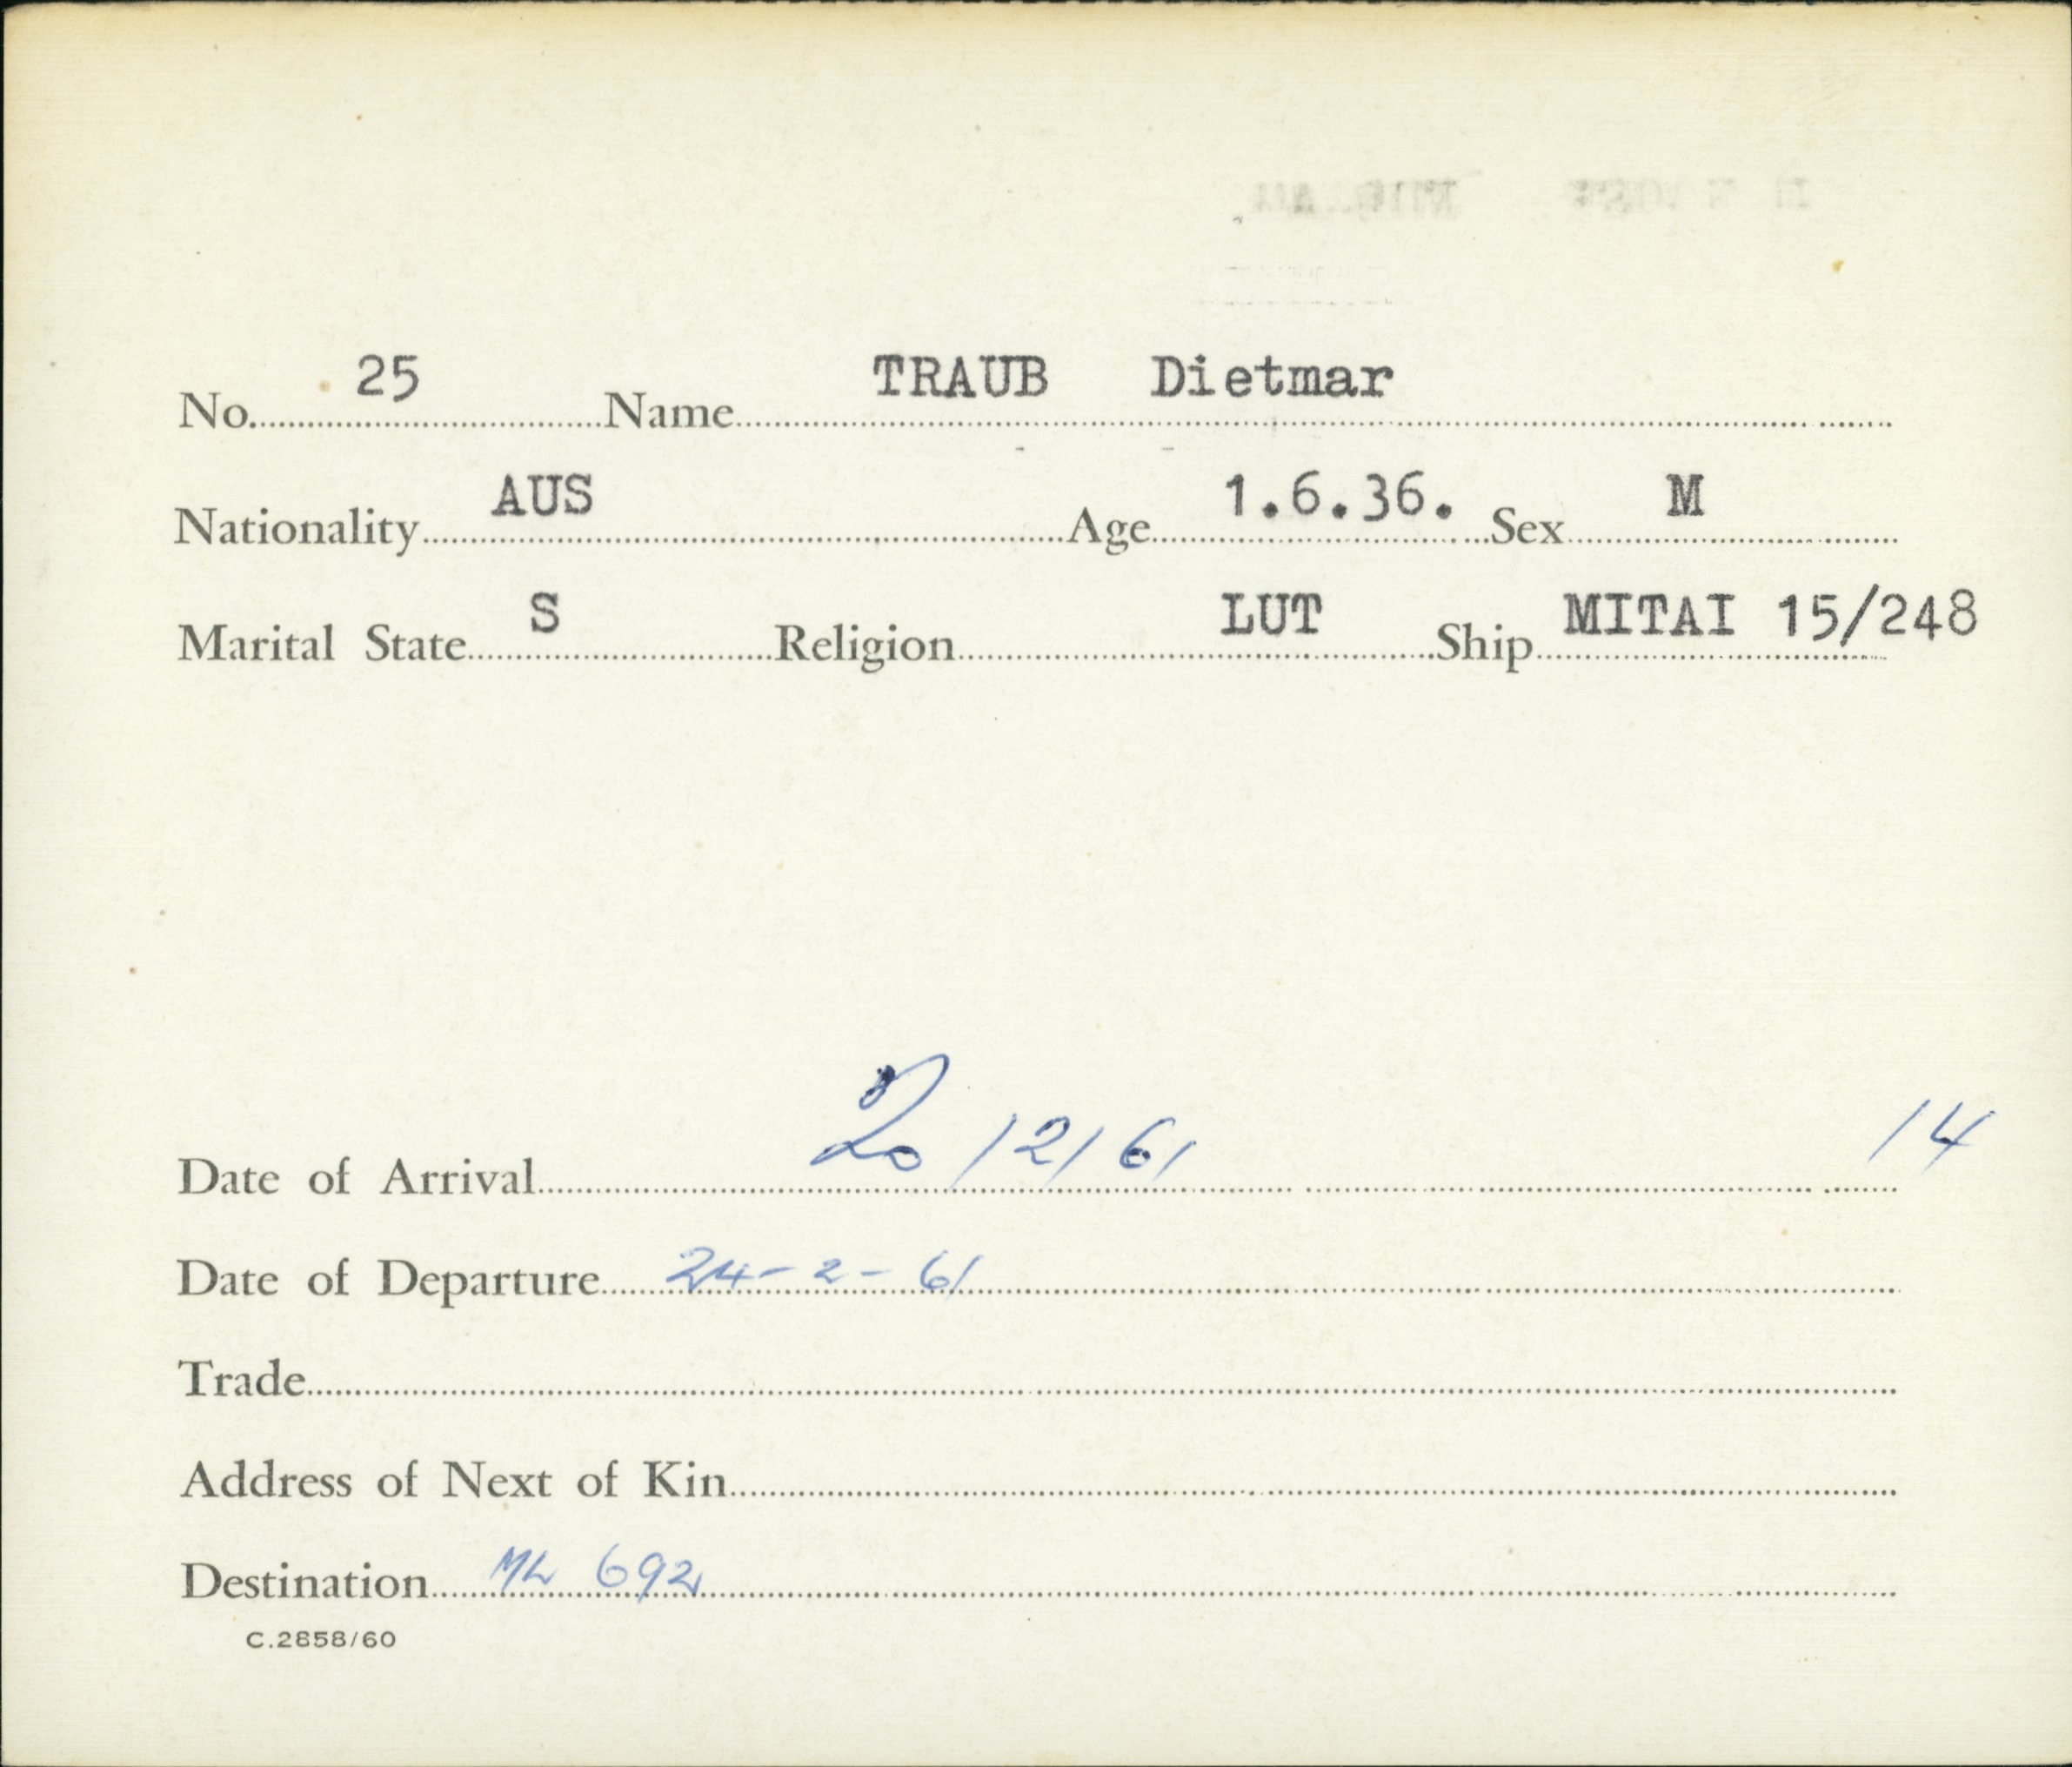 No. 25 Name TRAUB Dietmar
Nationality AUS Age 1.6.36. Sex M
Marital State S Religion LUT Ship MITAI 15/248
Date of Arrival 20/2/61 14
Date of Departure 24-2-61
Trade
Address of Next of Kin
Destination ML 692
C.2858/60